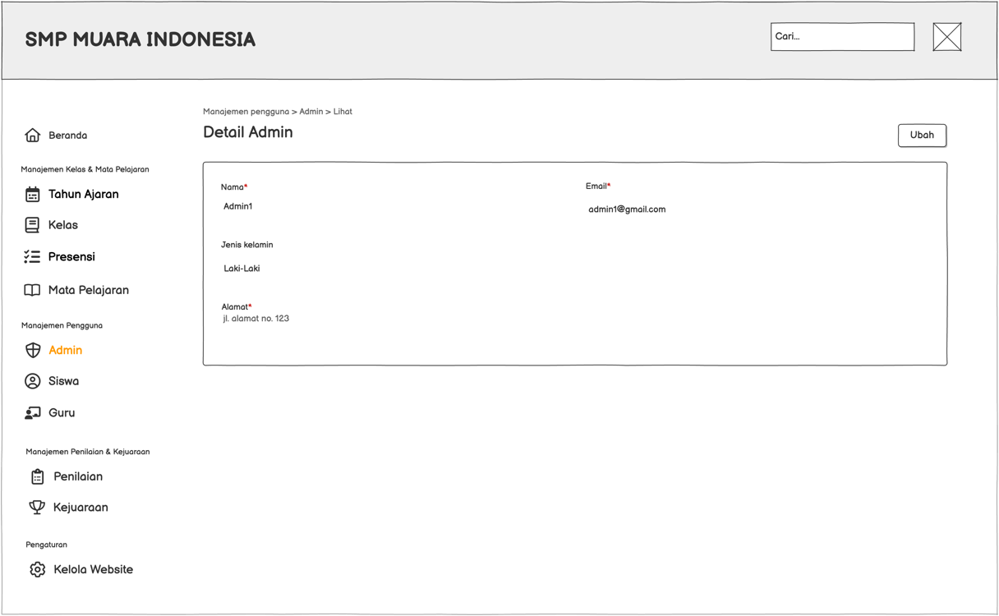 SMP MUARA INDONESIA
Cari...
Manajemen pengguna > Admin > Lihat
Detail Admin
Ubah
Beranda
Manajemen Kelas & Mata Pelajaran
Tahun Ajaran
Kelas
Presensi
Mata Pelajaran
Manajemen Pengguna
Admin
Siswa
Guru
Manajemen Penilaian & Kejuaraan
Penilaian
Kejuaraan
Pengaturan
Kelola Website
Nama*
Admin1
Email*
admin1@gmail.com
Jenis kelamin
Laki-Laki
Alamat*
jl. alamat no. 123